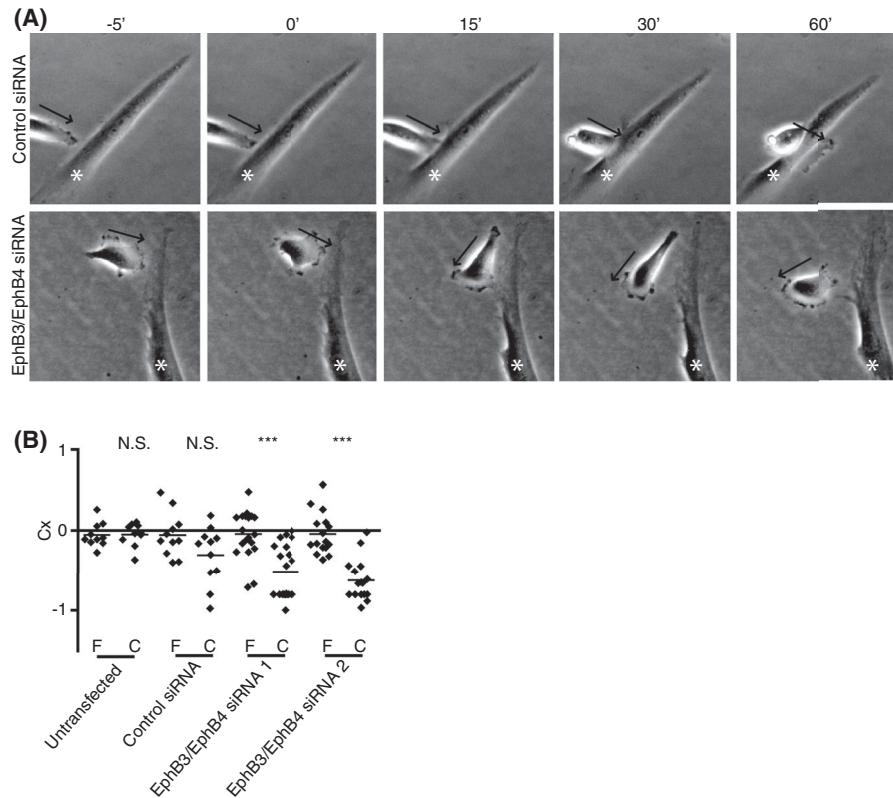 (A)
-5’ 0’ 15’ 30’ 60’
Control siRNA
* * * * *
EphB3/EphB4 siRNA
* * * * *
(B)
N.S. N.S. *** ***
1
Cx
0
-1
F C F C F C F C
Untransfected
Control siRNA
EphB3/EphB4 siRNA 1
EphB3/EphB4 siRNA 2